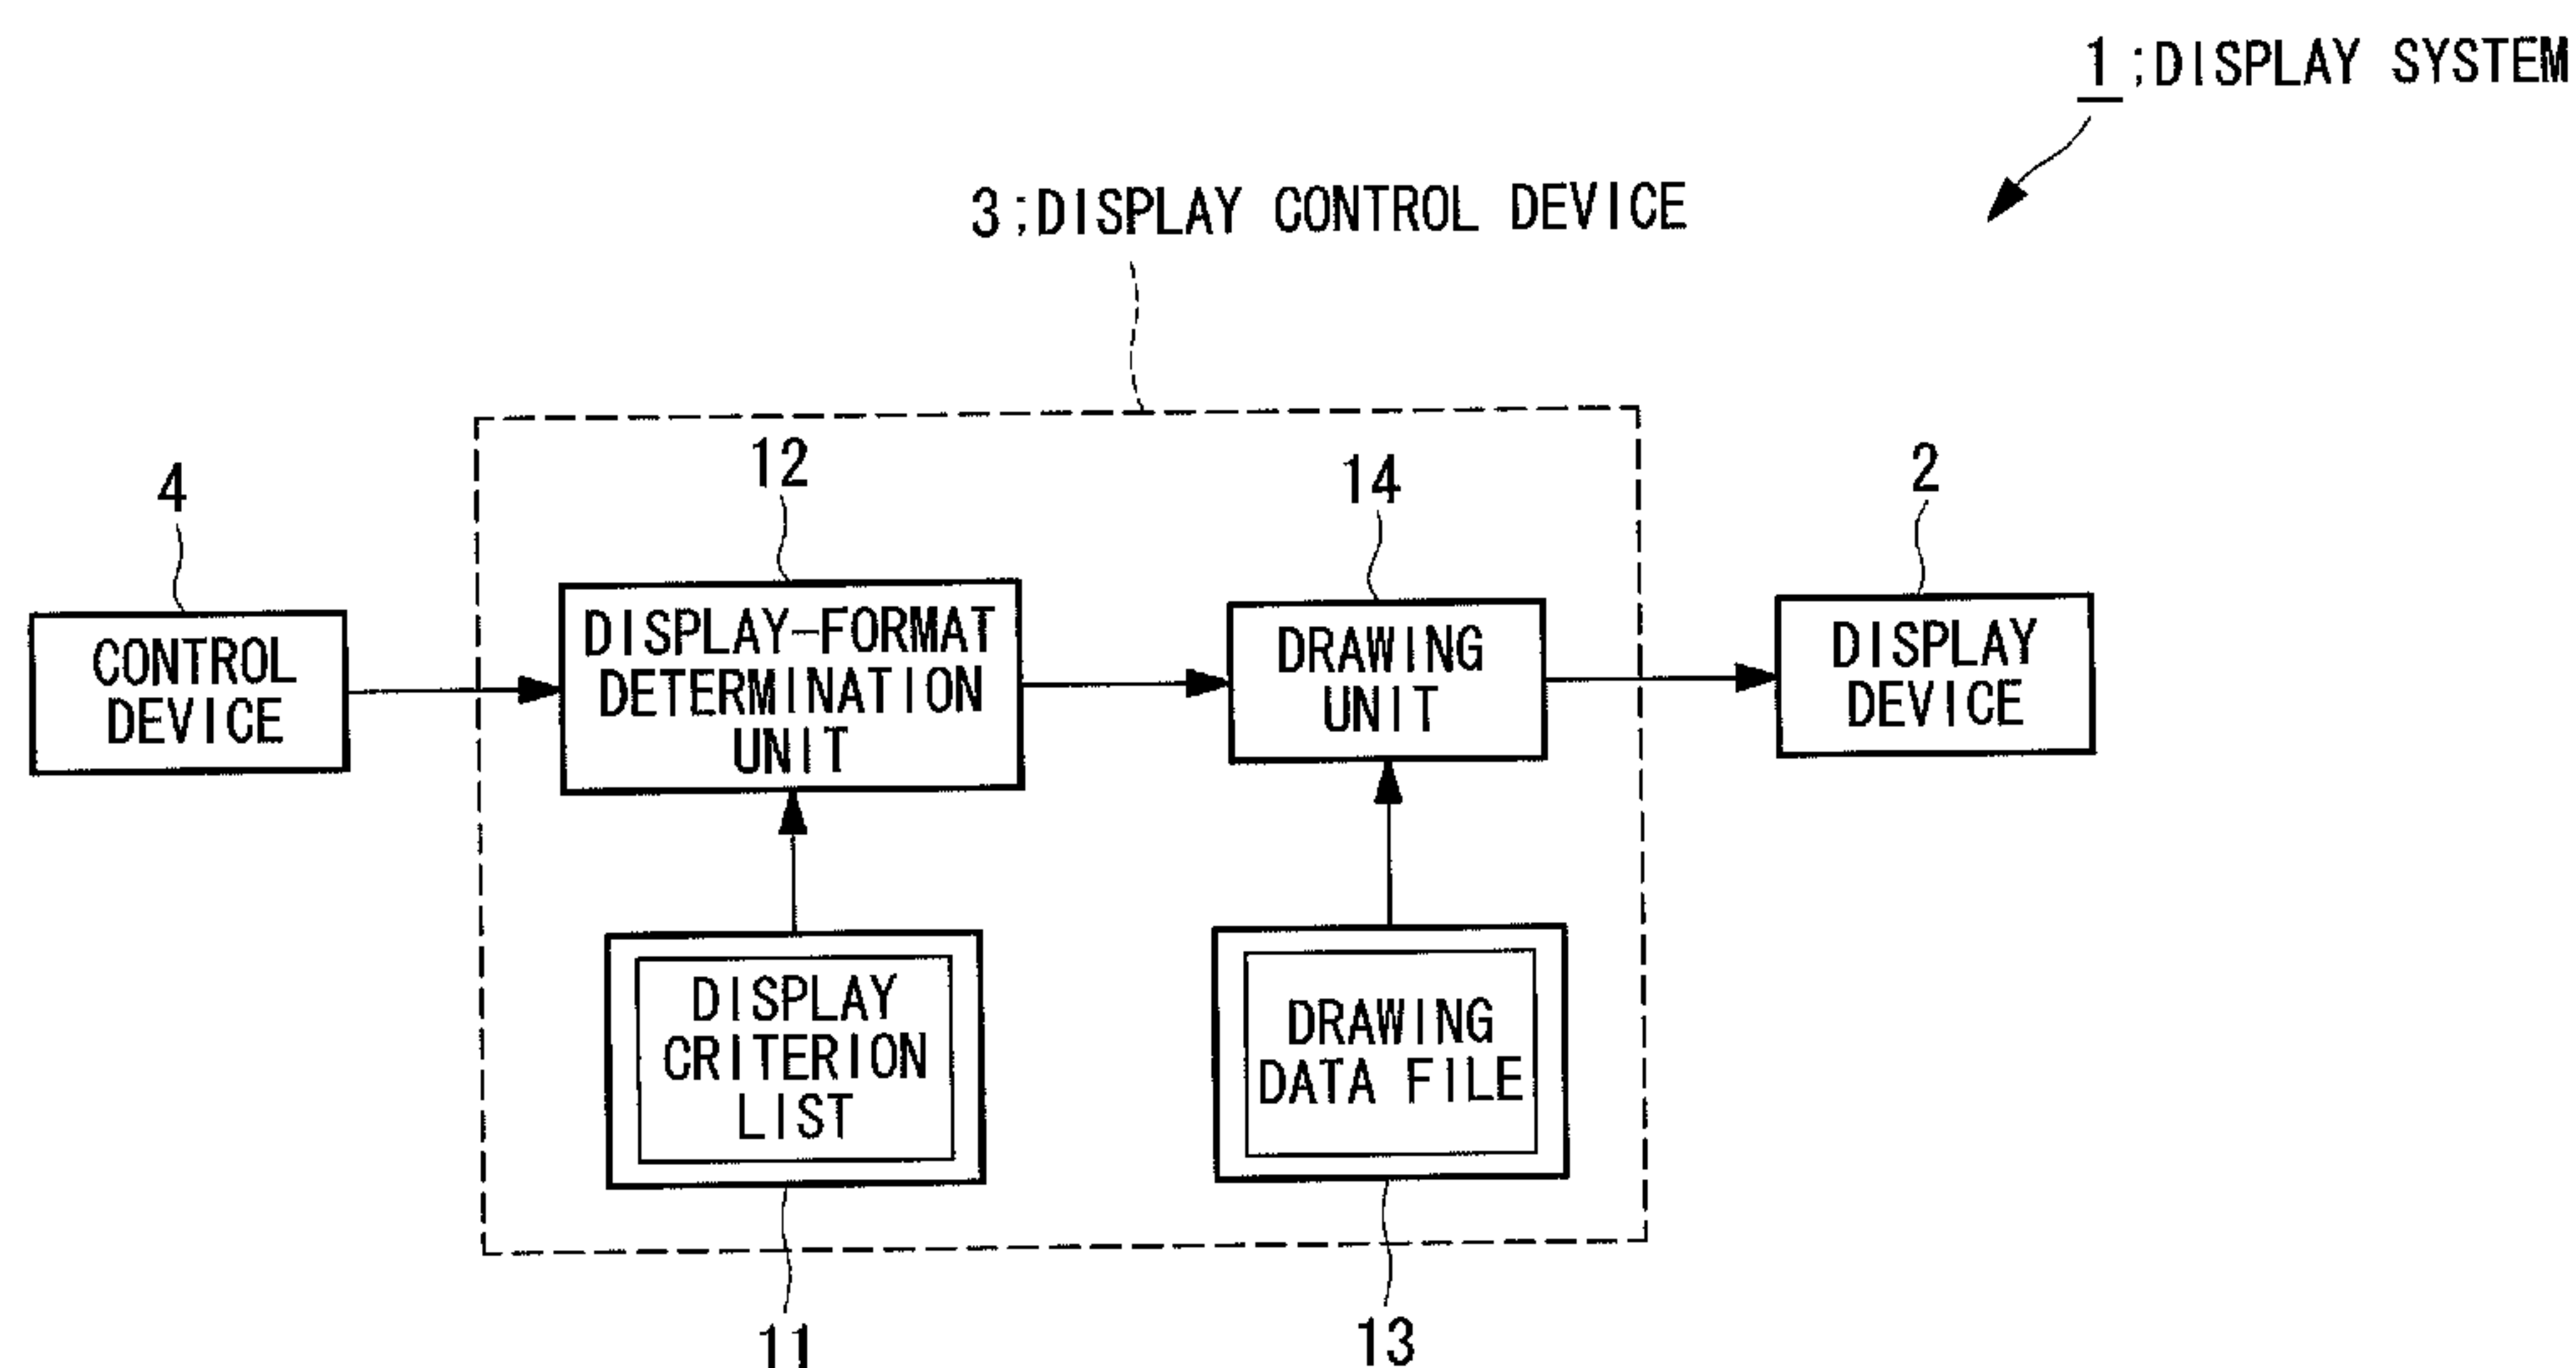 1;DISPLAY SYSTEM
3;DISPLAY CONTROL DEVICE
4
12
14
2
CONTROL
DEVICE
DISPLAY-FORMAT
DETERMINATION
UNIT
DRAWING
UNIT
DISPLAY
DEVICE
DISPLAY
CRITERION
LIST
DRAWING
DATA FILE
11
13